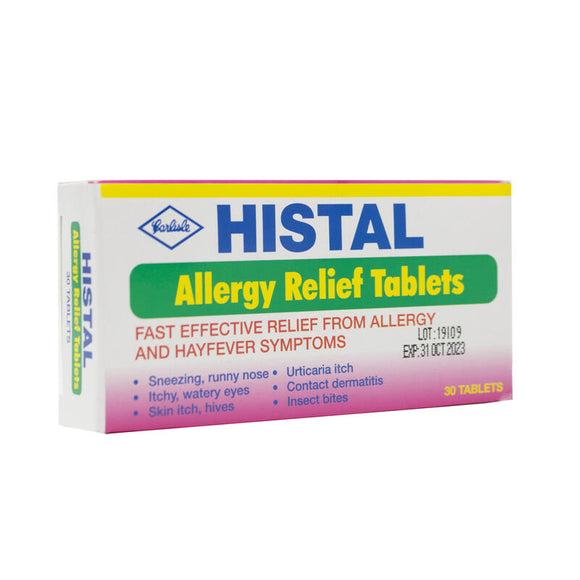 Carlisle
HISTAL
Allergy Relief Tablets
FAST EFFECTIVE RELIEF FROM ALLERGY
AND HAYFEVER SYMPTOMS
LOT:19109
EXP:31 OCT 2023
• Sneezing, runny nose
• Itchy, watery eyes
• Skin itch, hives
• Urticaria itch
• Contact dermatitis
• Insect bites
30 TABLETS
HISTAL
Allergy Relief Tablets
30 TABLETS